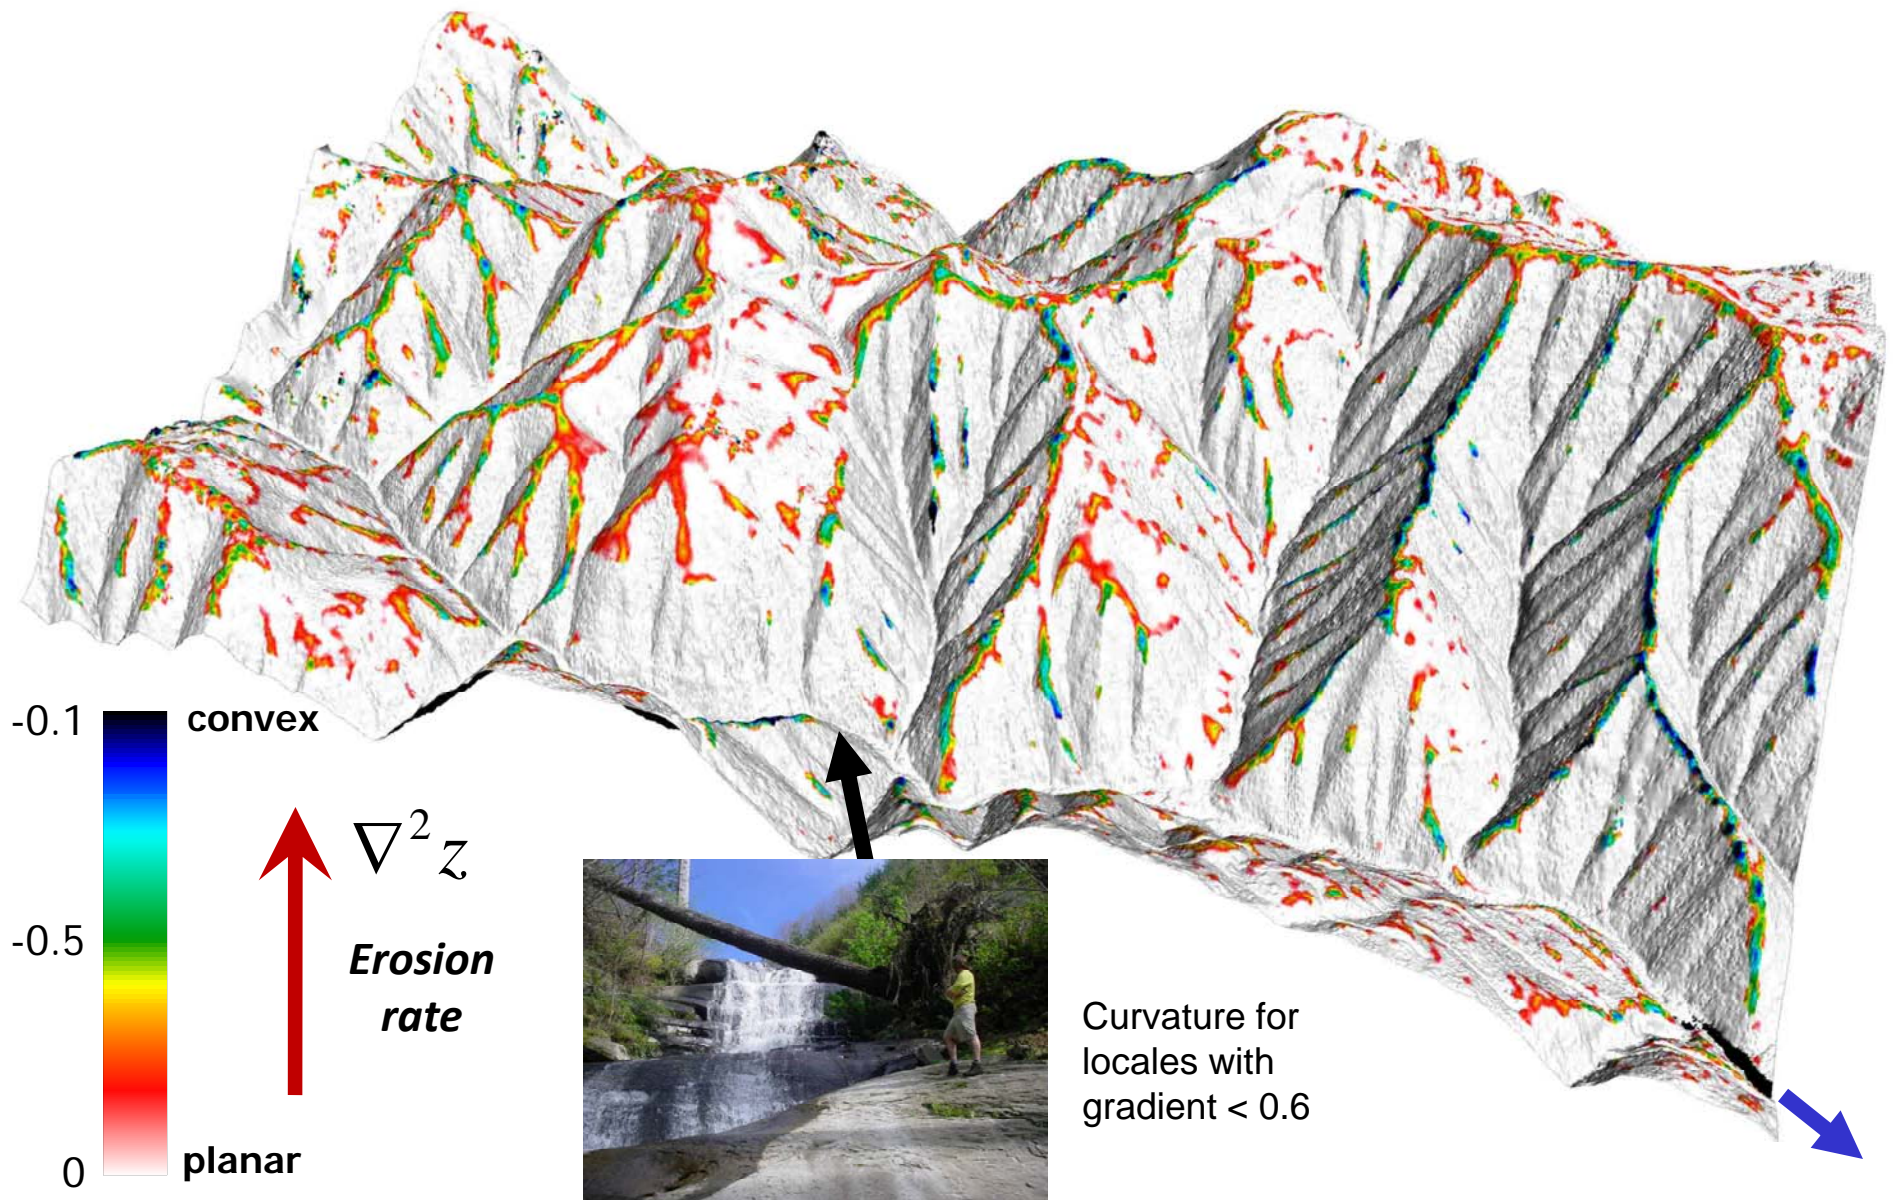 -0.1
convex
∇²z
-0.5
Erosion
rate
0
planar
Curvature for
locales with
gradient < 0.6